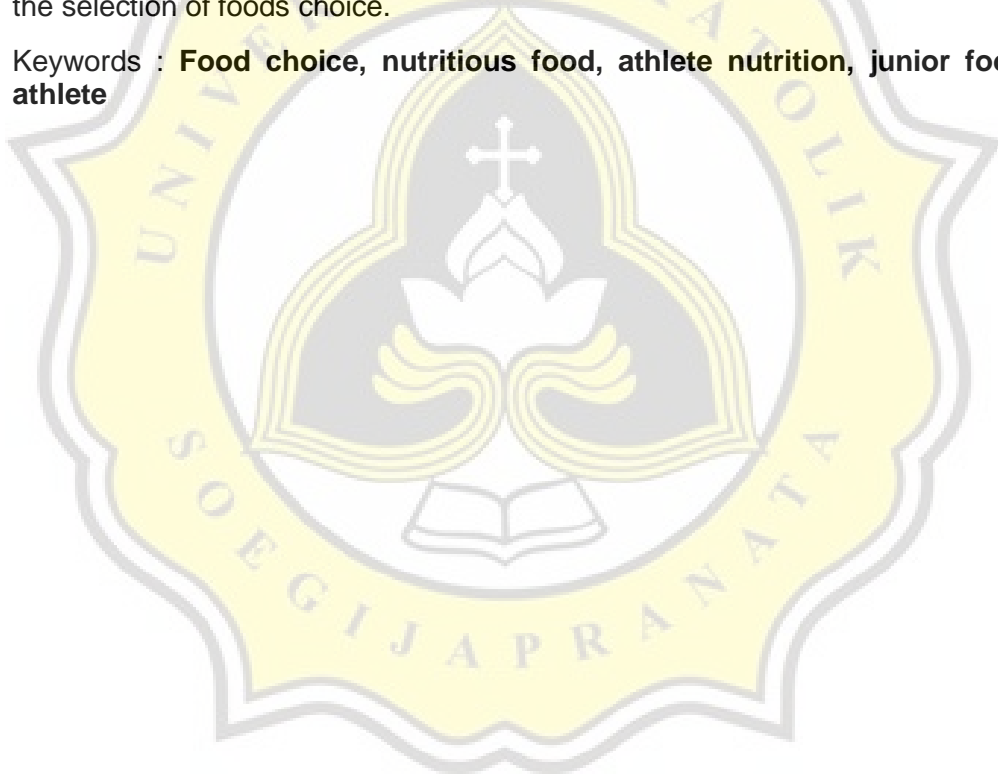 the selection of foods choice.
Keywords : Food choice, nutritious food, athlete nutrition, junior
athlete
SOEGIJAPRANATA